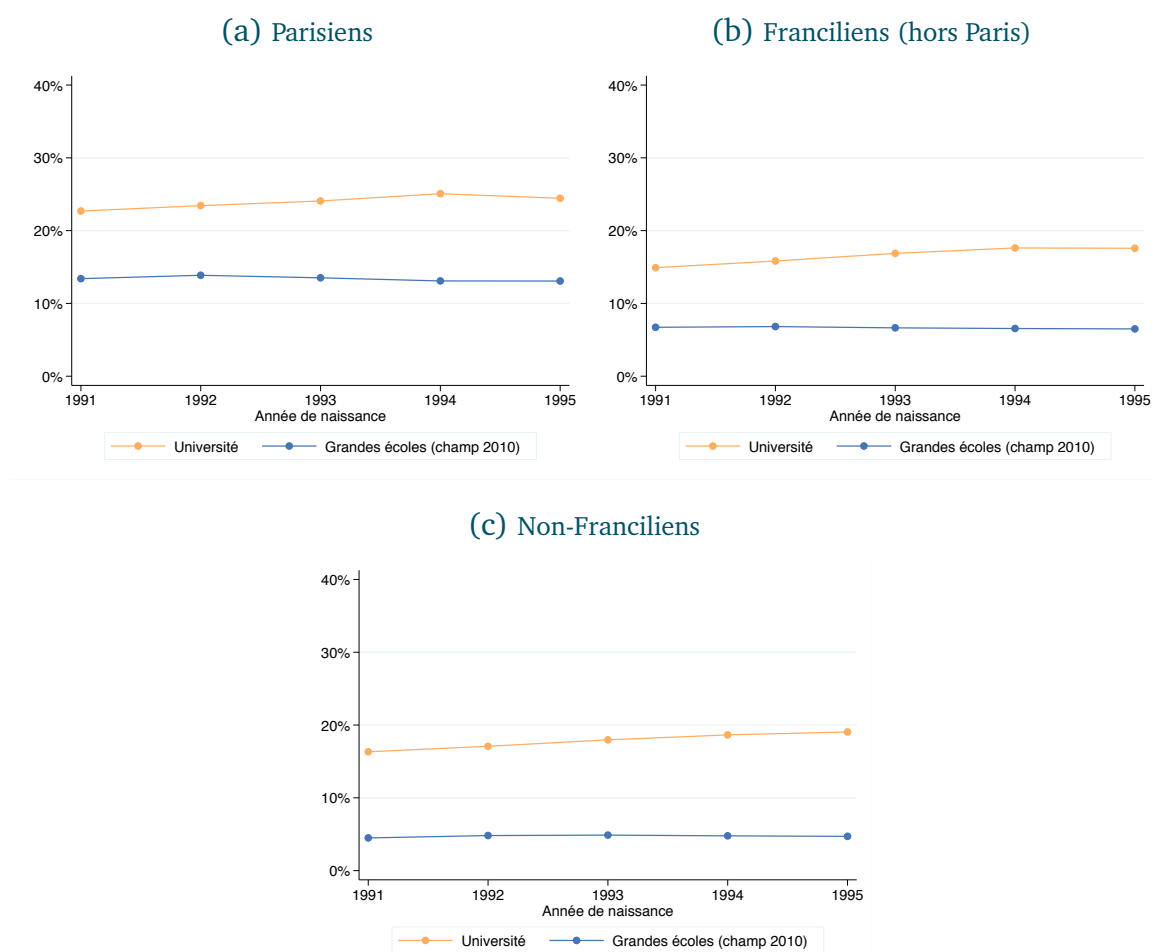 (a) Parisiens
40%
30%
20%
10%
0%
1991 1992 1993 1994 1995
Année de naissance
Université Grandes écoles (champ 2010)
(b) Franciliens (hors Paris)
40%
30%
20%
10%
0%
1991 1992 1993 1994 1995
Année de naissance
Université Grandes écoles (champ 2010)
(c) Non-Franciliens
40%
30%
20%
10%
0%
1991 1992 1993 1994 1995
Année de naissance
Université Grandes écoles (champ 2010)